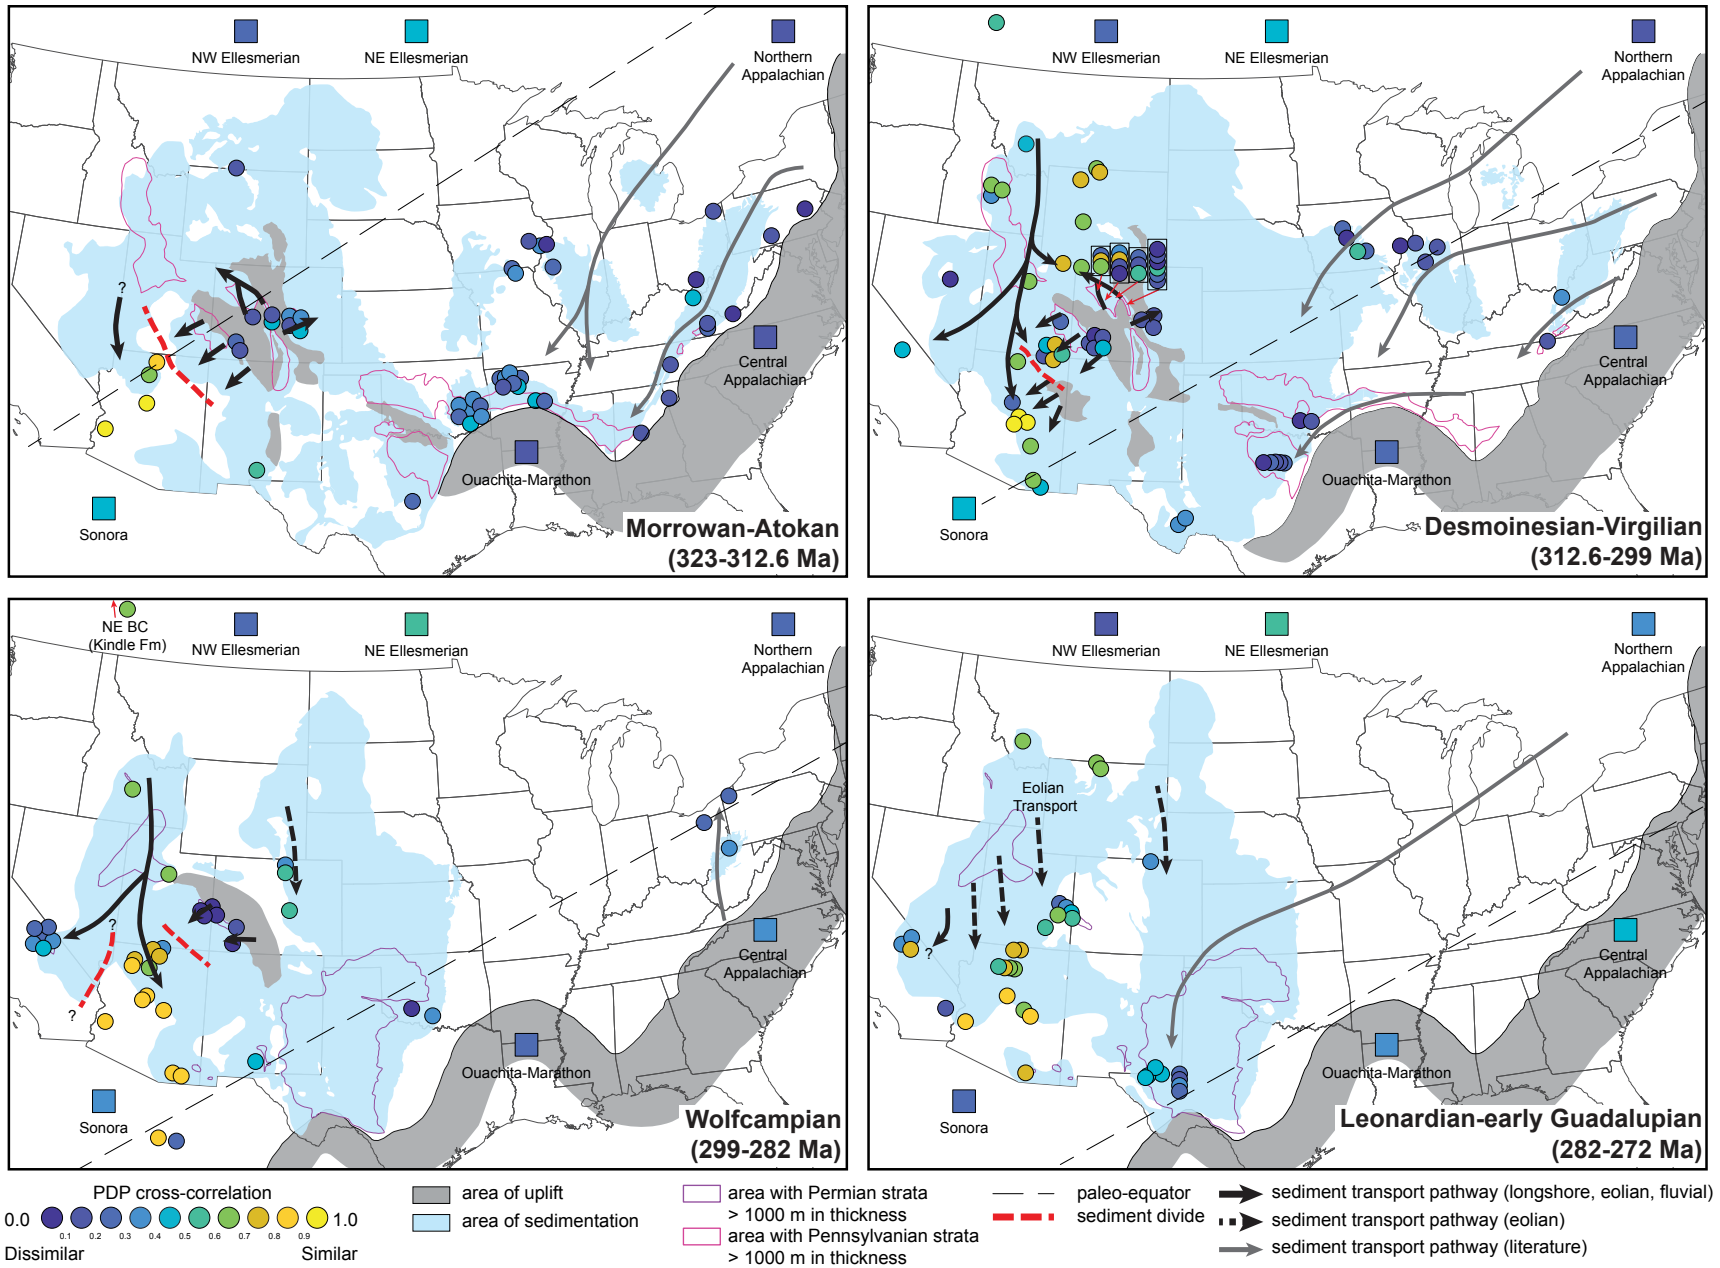 NW Ellesmerian
NE Ellesmerian
Northern
Appalachian
?
Central
Appalachian
Ouachita-Marathon
Sonora
Morrowan-Atokan
(323-312.6 Ma)
NW Ellesmerian
NE Ellesmerian
Northern
Appalachian
Central
Appalachian
Ouachita-Marathon
Sonora
Desmoinesian-Virgilian
(312.6-299 Ma)
NE BC
(Kindle Fm)
NW Ellesmerian
NE Ellesmerian
Northern
Appalachian
?
?
Central
Appalachian
Ouachita-Marathon
Sonora
Wolfcampian
(299-282 Ma)
NW Ellesmerian
NE Ellesmerian
Northern
Appalachian
Eolian
Transport
?
Central
Appalachian
Ouachita-Marathon
Sonora
Leonardian-early Guadalupian
(282-272 Ma)
PDP cross-correlation
0.0
1.0
0.1 0.2 0.3 0.4 0.5 0.6 0.7 0.8 0.9
Dissimilar
Similar
area of uplift
area of sedimentation
area with Permian strata
> 1000 m in thickness
area with Pennsylvanian strata
> 1000 m in thickness
paleo-equator
sediment divide
sediment transport pathway (longshore, eolian, fluvial)
sediment transport pathway (eolian)
sediment transport pathway (literature)